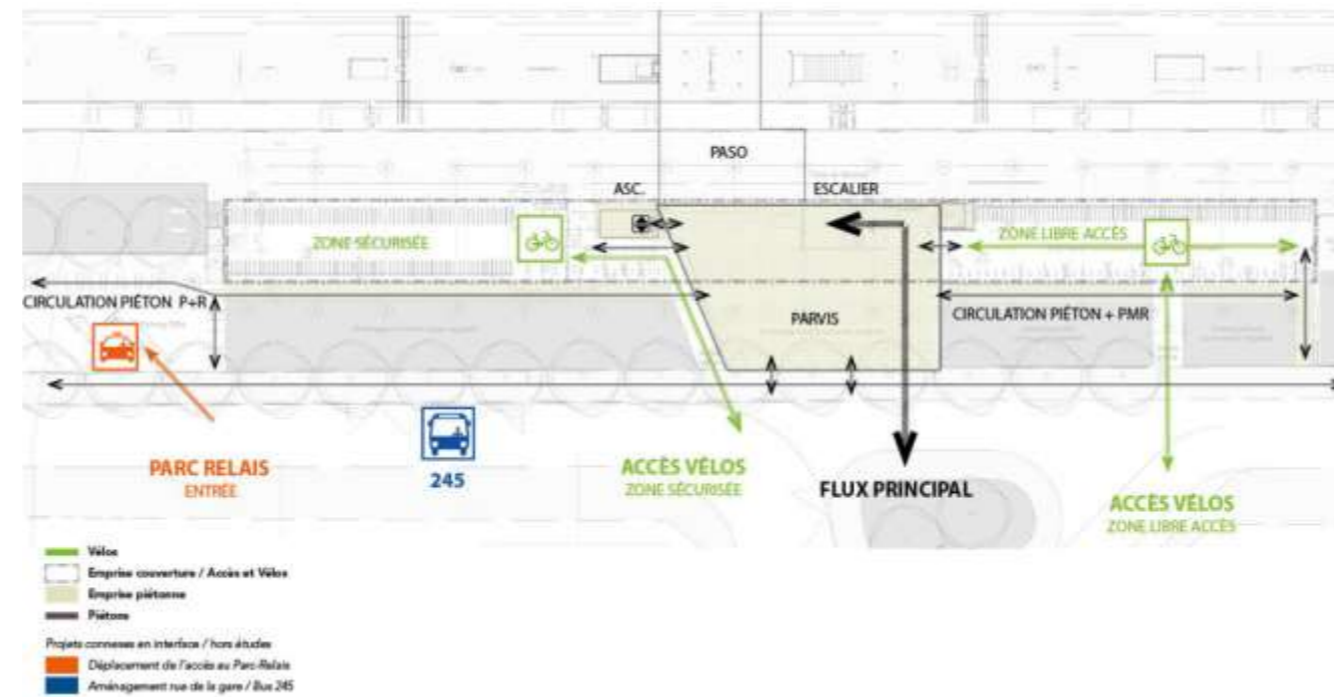 PASO
ASC.
ESCALIER
ZONE SÉCURISÉE
ZONE LIBRE ACCÈS
CIRCULATION PIÉTON P+R
PARVIS
CIRCULATION PIÉTON + PMR
PARC RELAIS
ENTRÉE
245
ACCÈS VÉLOS
ZONE SÉCURISÉE
FLUX PRINCIPAL
ACCÈS VÉLOS
ZONE LIBRE ACCÈS
Vélos
Emprise couverture / Accès et Vélos
Emprise piétonne
Piétons
Projets connexes en interface / hors études
Déplacement de l'accès au Parc-Relais
Aménagement rue de la gare / Bus 245